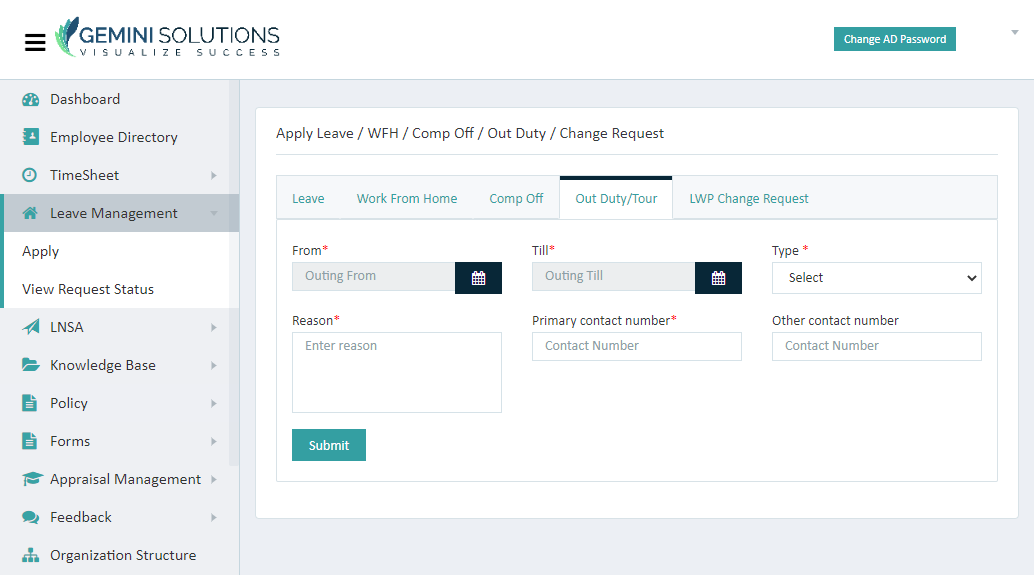 GEMINI SOLUTIONS
VISUALIZE SUCCESS
Change AD Password
Dashboard
Employee Directory
TimeSheet
Leave Management
Apply
View Request Status
LNSA
Knowledge Base
Policy
Forms
Appraisal Management
Feedback
Organization Structure
Apply Leave / WFH / Comp Off / Out Duty / Change Request
Leave Work From Home Comp Off Out Duty/Tour LWP Change Request
From* Till* Type *
Outing From Outing Till Select
Reason* Primary contact number* Other contact number
Enter reason Contact Number Contact Number
Submit